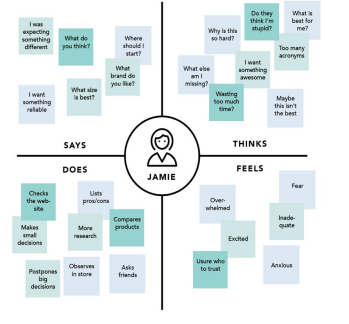 I was
expecting
something
different
What do
you think?
Where
should I
start?
What
brand do
you like?
I want
something
reliable
What size
is best?
SAYS
Do they
think I'm
stupid?
What is
best for
me?
Why is this
so hard?
Too many
acronyms
What else
am I
missing?
I want
something
awesome
Wasting
too much
time?
Maybe
this isn't
the best
THINKS
JAMIE
DOES
Checks
the web-
site
Lists
pros/cons
Makes
small
decisions
More
research
Compares
products
Postpones
big
decisions
Observes
in store
Asks
friends
FEELS
Fear
Over-
whelmed
Inade-
quate
Excited
Usure who
to trust
Anxious